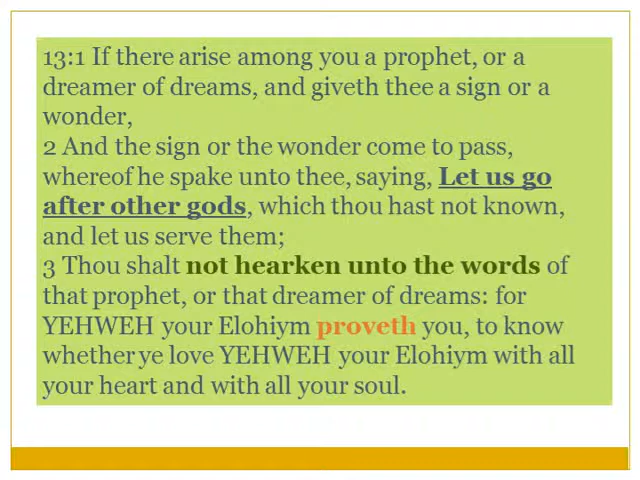 13:1 If there arise among you a prophet, or a
dreamer of dreams, and giveth thee a sign or a
wonder,
2 And the sign or the wonder come to pass,
whereof he spake unto thee, saying, Let us go
after other gods, which thou hast not known,
and let us serve them;
3 Thou shalt not hearken unto the words of
that prophet, or that dreamer of dreams: for
YEHWEH your Elohiym proveth you, to know
whether ye love YEHWEH your Elohiym with all
your heart and with all your soul.